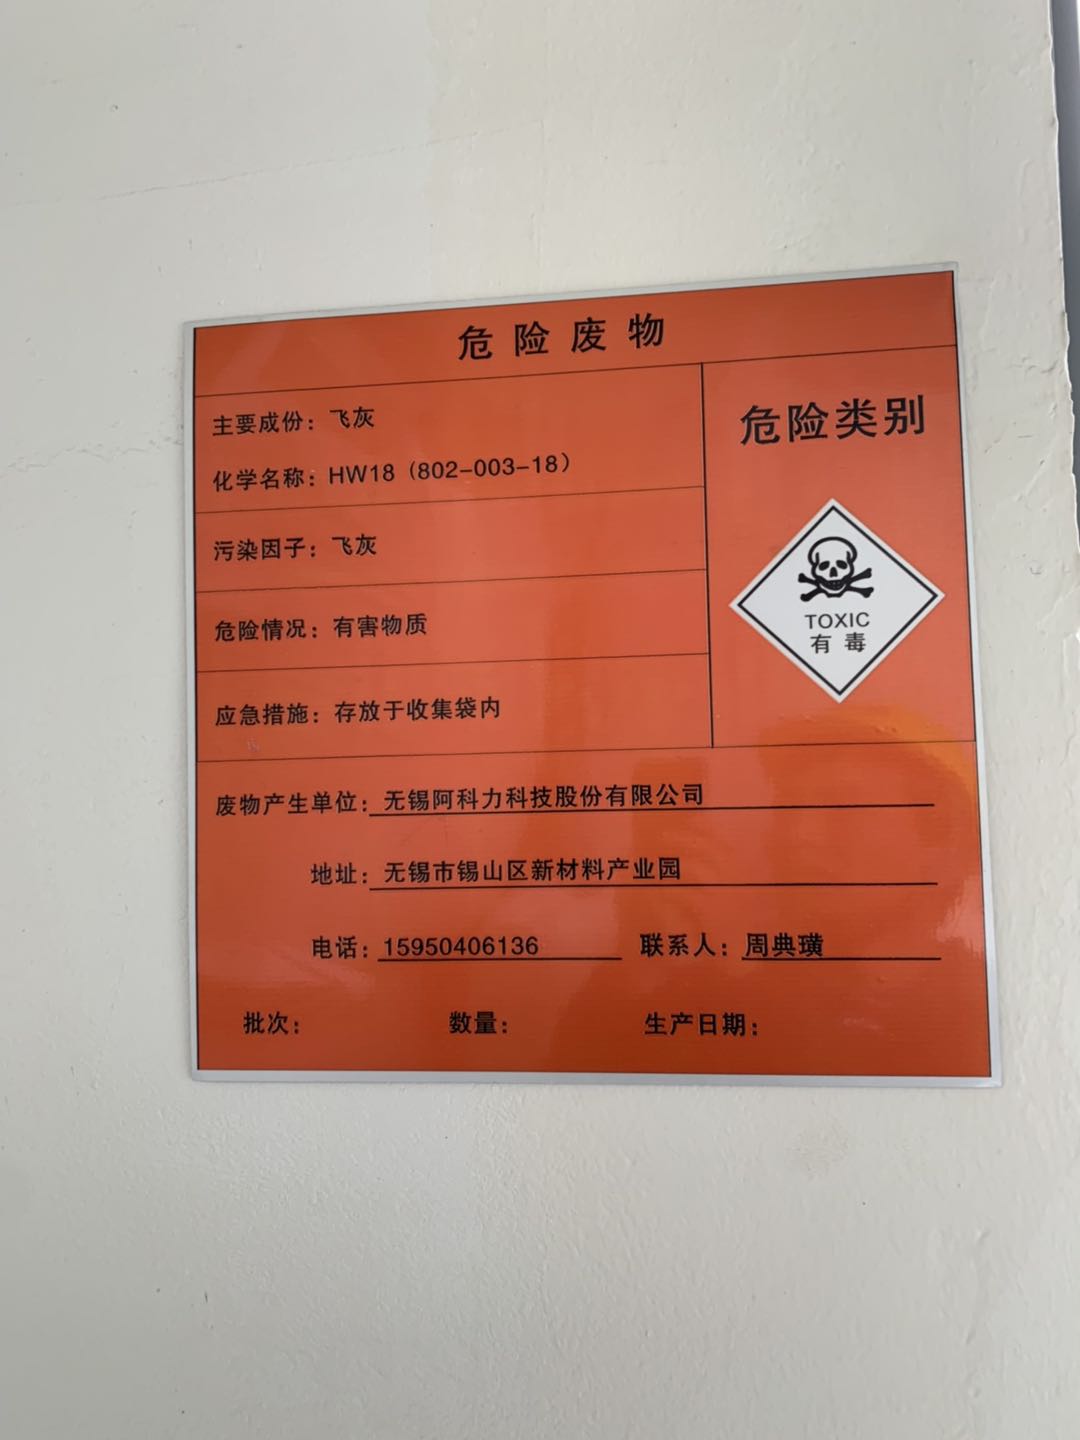 危险废物
主要成份：飞灰
化学名称：HW18（802-003-18）
污染因子：飞灰
危险情况：有害物质
应急措施：存放于收集袋内
危险类别
TOXIC
有毒
废物产生单位：无锡阿科力科技股份有限公司
地址：无锡市锡山区新材料产业园
电话：15950406136 联系人：周典璜
批次： 数量： 生产日期：